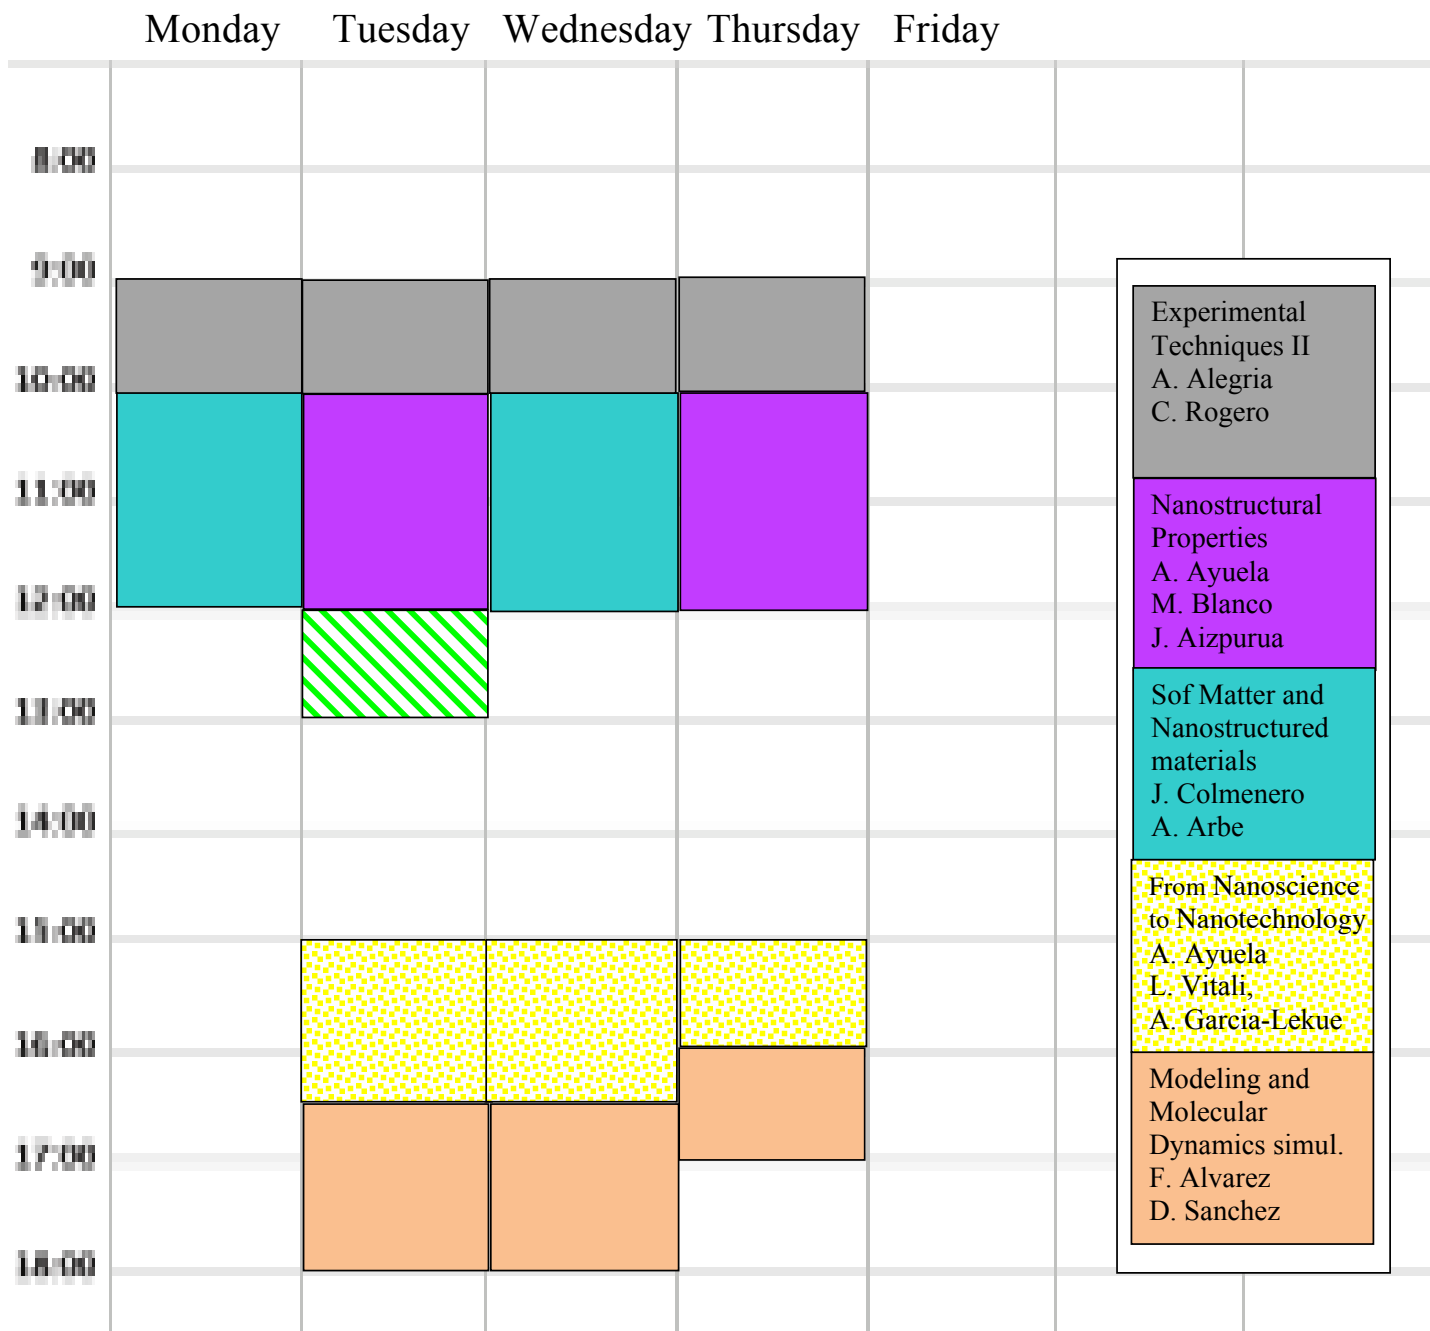 Monday Tuesday Wednesday Thursday Friday
8:00
9:00
10:00
11:00
12:00
13:00
14:00
15:00
16:00
17:00
18:00
Experimental
Techniques II
A. Alegria
C. Rogero
Nanostructural
Properties
A. Ayuela
M. Blanco
J. Aizpurua
Sof Matter and
Nanostructured
materials
J. Colmenero
A. Arbe
From Nanoscience
to Nanotechnology
A. Ayuela
L. Vitali,
A. Garcia-Lekue
Modeling and
Molecular
Dynamics simul.
F. Alvarez
D. Sanchez